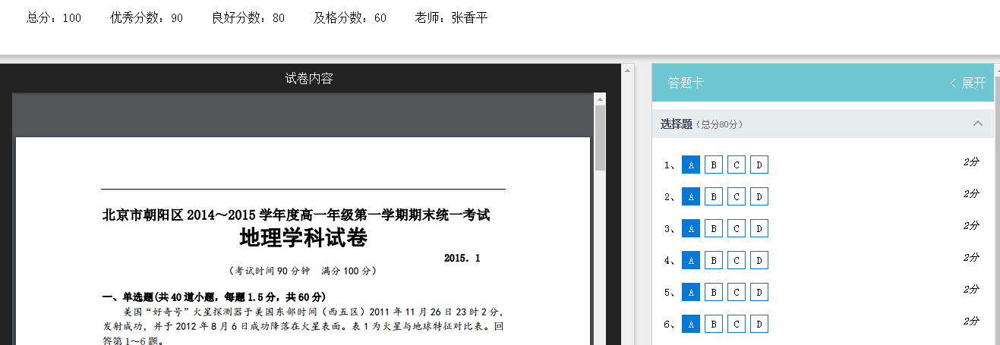 总分：100 优秀分数：90 良好分数：80 及格分数：60 老师：张香平
试卷内容
北京市朝阳区 2014～2015 学年度高一年级第一学期期末统一考试
地理学科试卷
2015．1
（考试时间 90 分钟 满分 100 分）
一、单选题(共 40 道小题，每题 1.5 分，共 60 分)
美国“好奇号”火星探测器于美国东部时间（西五区）2011 年 11 月 26 日 23 时 2 分，
发射成功，并于 2012 年 8 月 6 日成功降落在火星表面。表 1 为火星与地球特征对比表。回
答第 1～6 题。
答题卡 展开
选择题（总分80分）
1、 A B C D 2分
2、 A B C D 2分
3、 A B C D 2分
4、 A B C D 2分
5、 A B C D 2分
6、 A B C D 2分